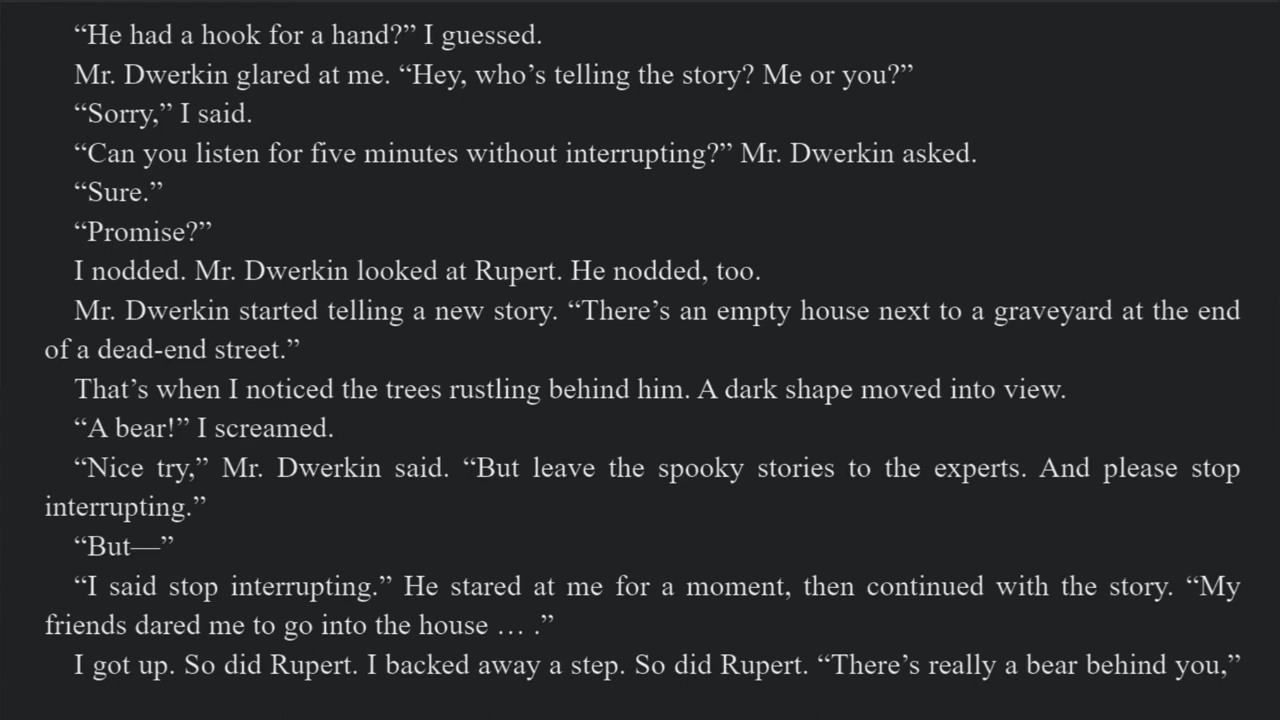 “He had a hook for a hand?” I guessed.
Mr. Dwerkin glared at me. “Hey, who’s telling the story? Me or you?”
“Sorry,” I said.
“Can you listen for five minutes without interrupting?” Mr. Dwerkin asked.
“Sure.”
“Promise?”
I nodded. Mr. Dwerkin looked at Rupert. He nodded, too.
Mr. Dwerkin started telling a new story. “There’s an empty house next to a graveyard at the end
of a dead-end street.”
That’s when I noticed the trees rustling behind him. A dark shape moved into view.
“A bear!” I screamed.
“Nice try,” Mr. Dwerkin said. “But leave the spooky stories to the experts. And please stop
interrupting.”
“But—”
“I said stop interrupting.” He stared at me for a moment, then continued with the story. “My
friends dared me to go into the house … .”
I got up. So did Rupert. I backed away a step. So did Rupert. “There’s really a bear behind you,”